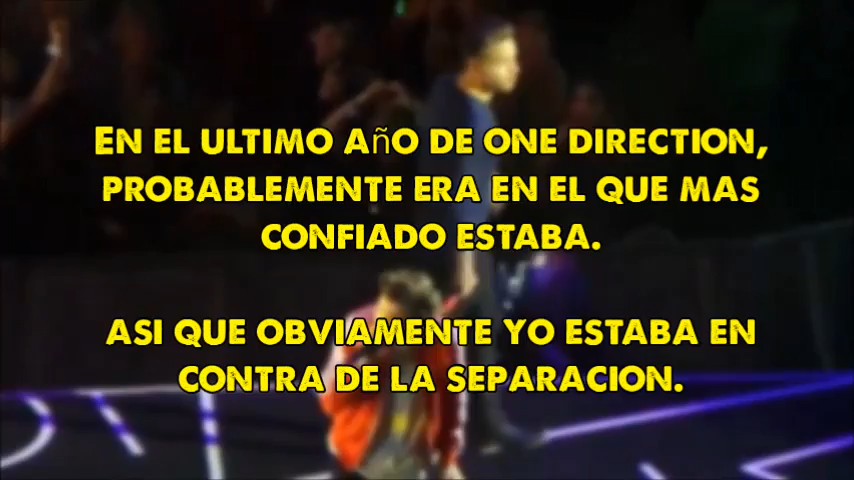 EN EL ULTIMO AñO DE ONE DIRECTION,
PROBABLEMENTE ERA EN EL QUE MAS
CONFIADO ESTABA.
ASI QUE OBVIAMENTE YO ESTABA EN
CONTRA DE LA SEPARACION.